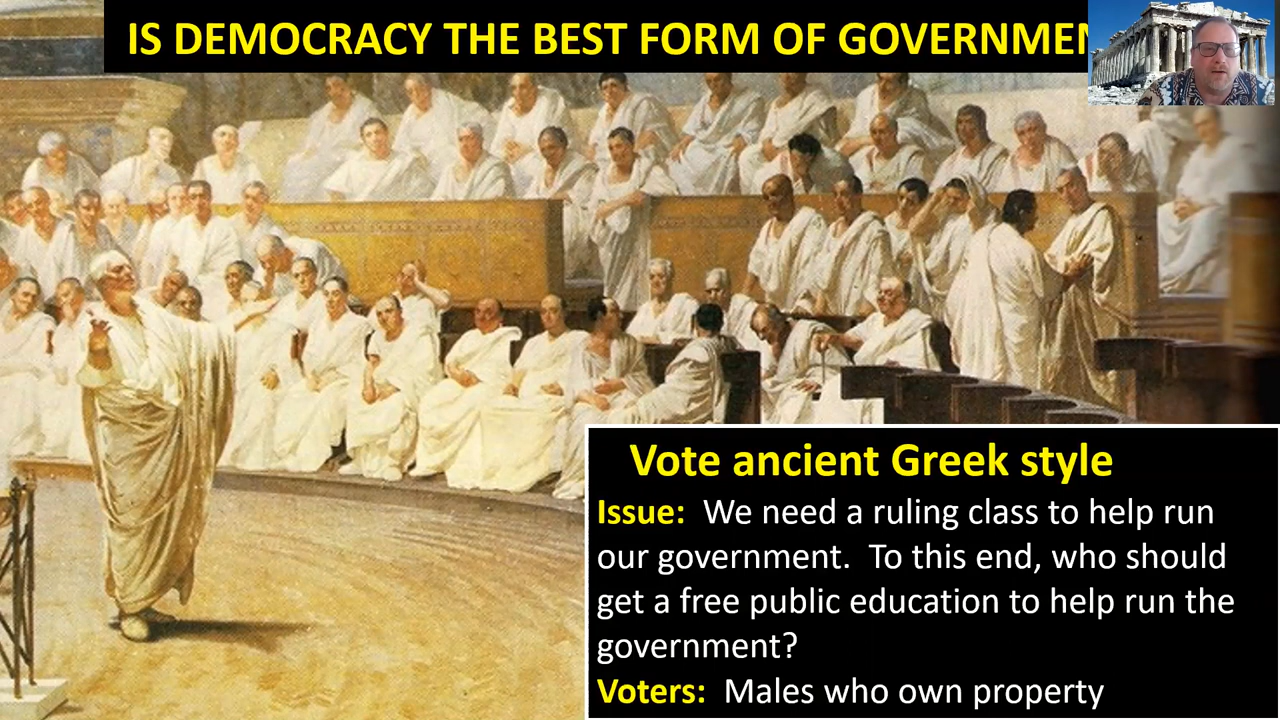 IS DEMOCRACY THE BEST FORM OF
Vote ancient Greek style
Issue: We need a ruling class to help run
our government. To this end, who should
get a free public education to help run the
government?
Voters: Males who own property